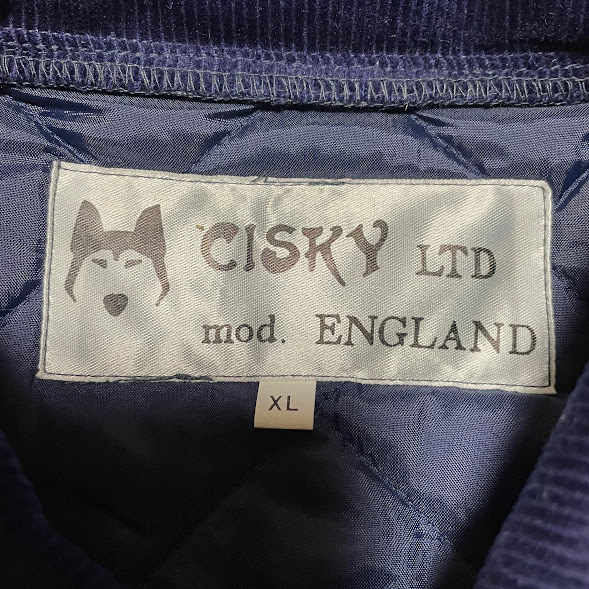 CISKY LTD
mod. ENGLAND
XL